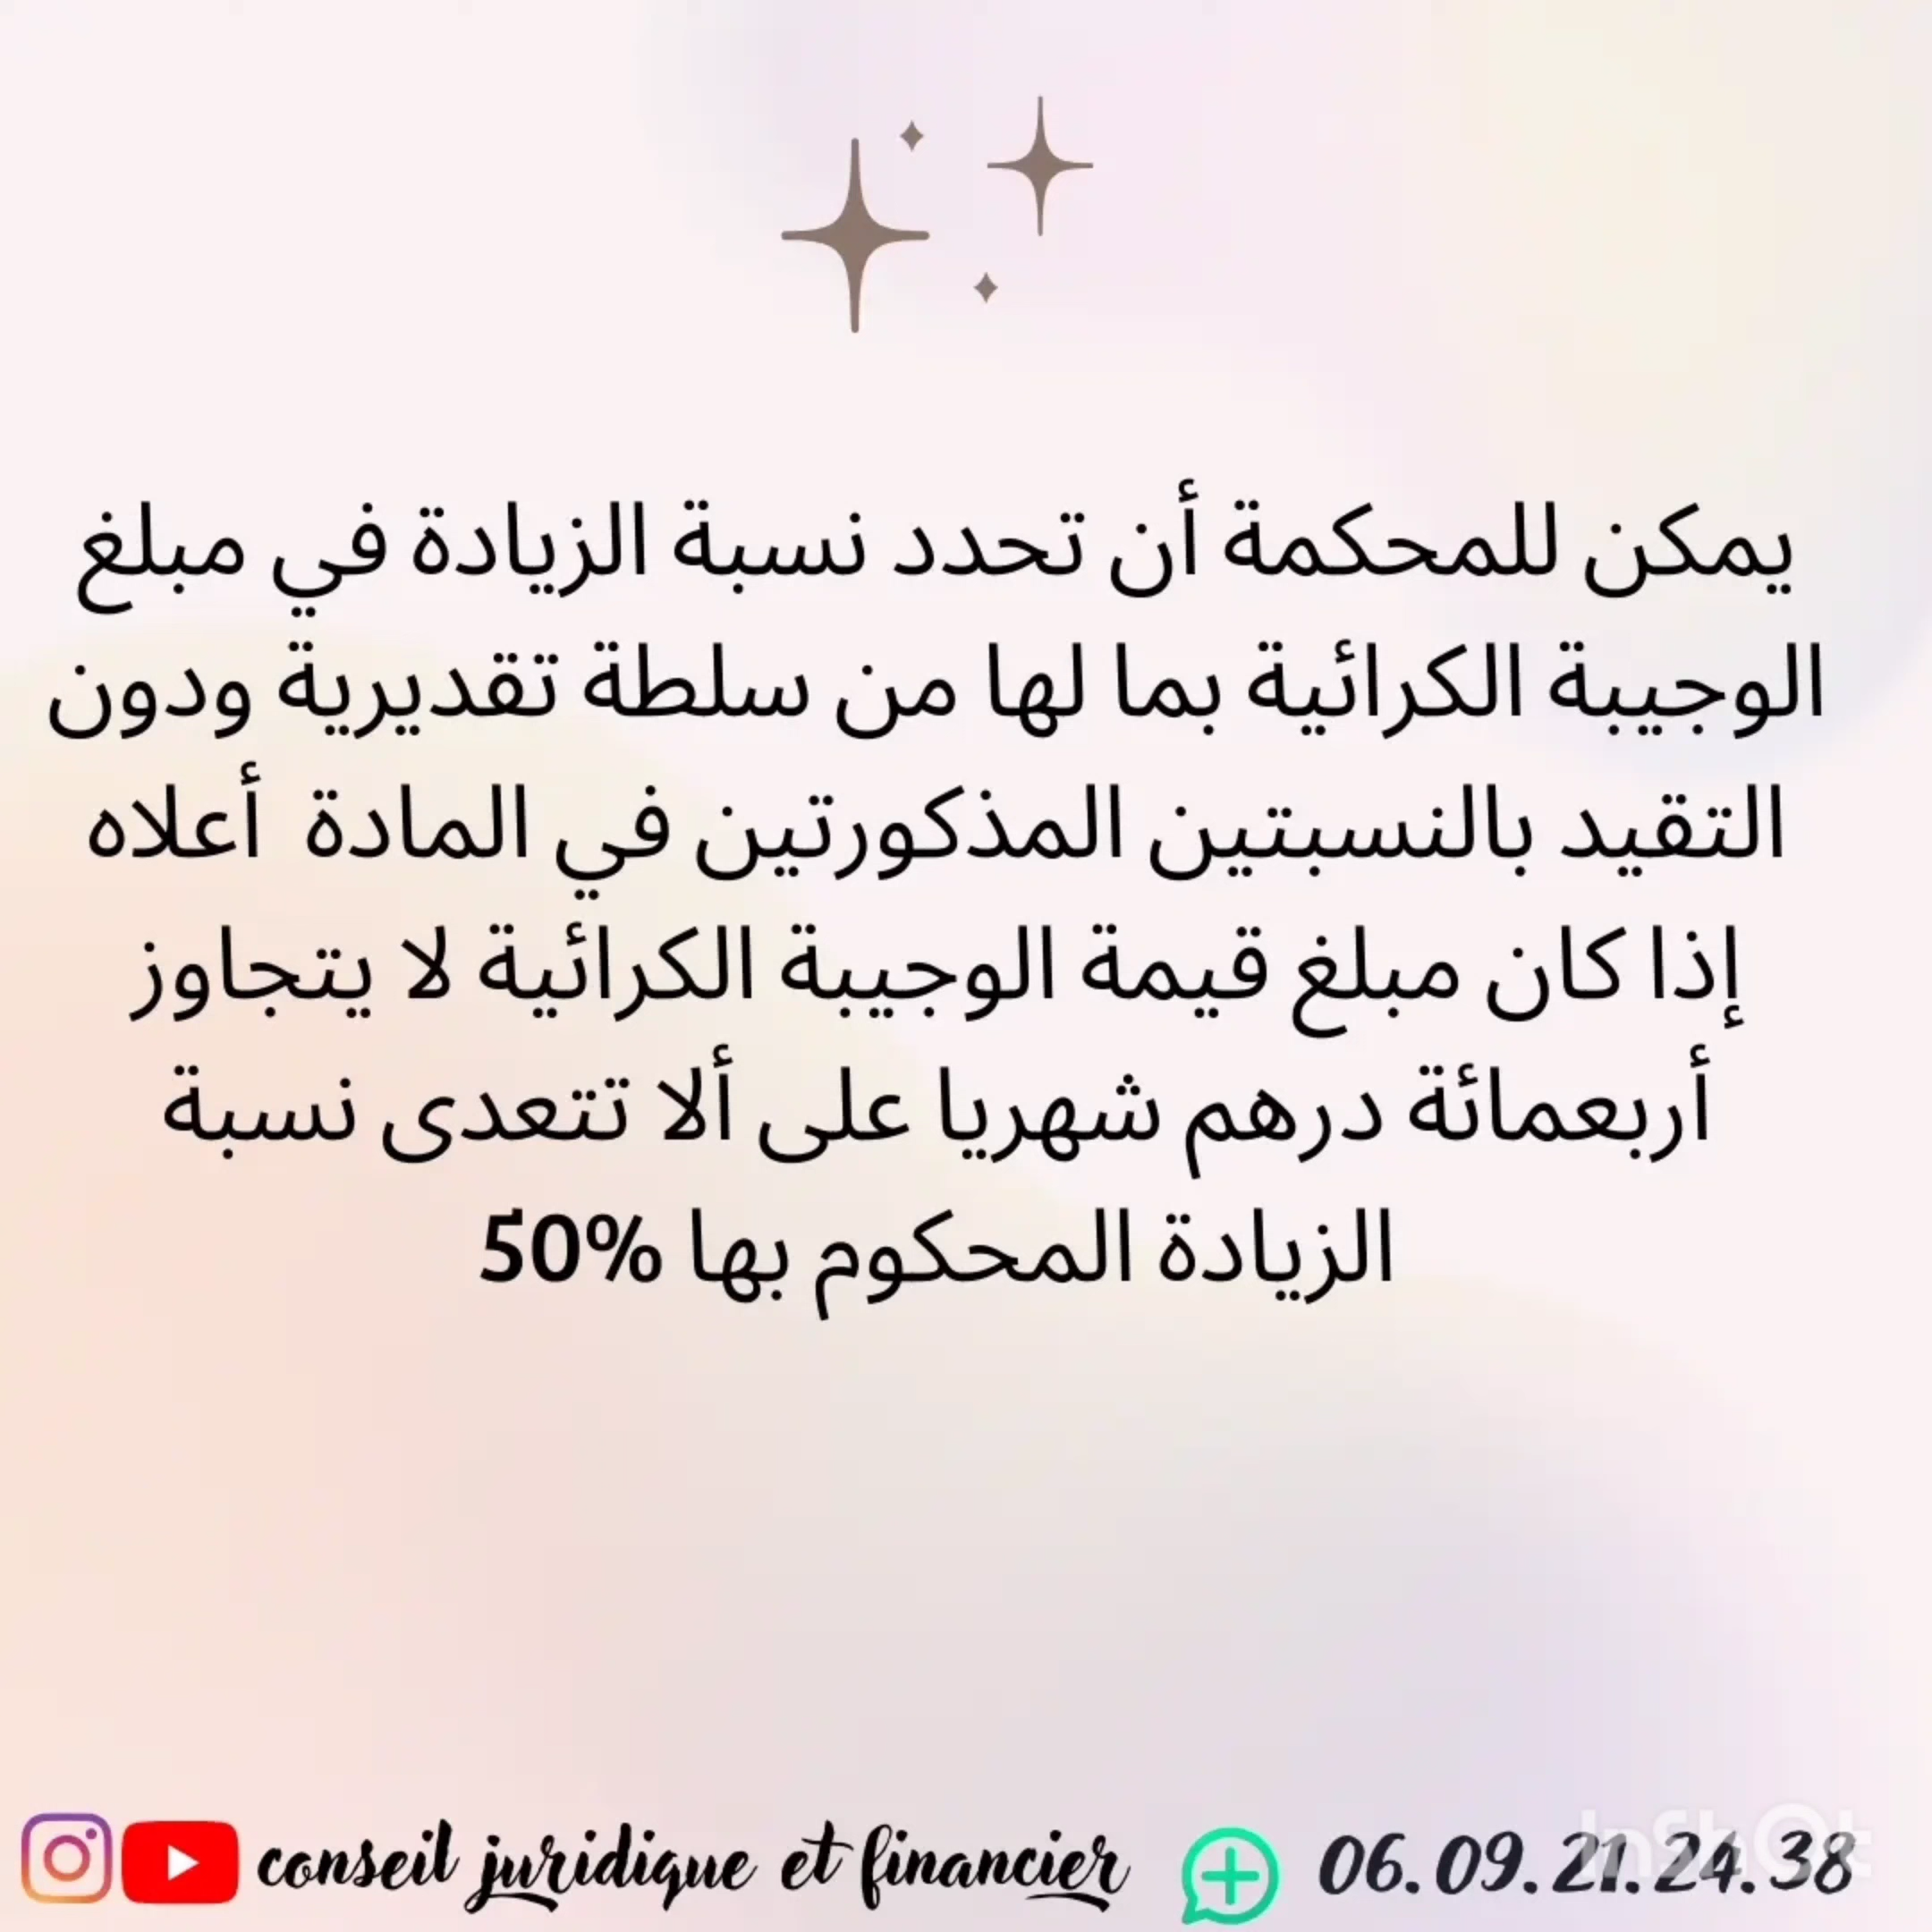 يمكن للمحكمة أن تحدد نسبة الزيادة في مبلغ
الوجيبة الكرائية بما لها من سلطة تقديرية ودون
التقيد بالنسبتين المذكورتين في المادة أعلاه
إذا كان مبلغ قيمة الوجيبة الكرائية لا يتجاوز
أربعمائة درهم شهريا على ألا تتعدى نسبة
الزيادة المحكوم بها 50%
conseil juridique et financier 06.09.21.24.38
InShOt